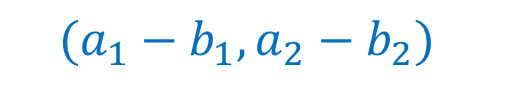 (a₁ − b₁, a₂ − b₂)